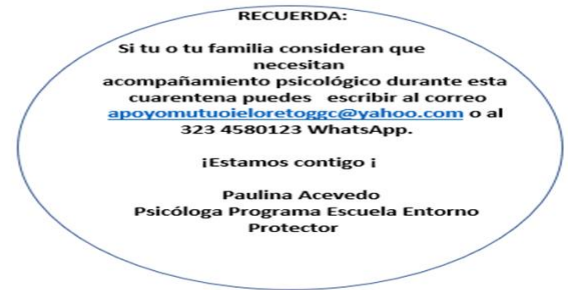 RECUERDA:
Si tu o tu familia consideran que
necesitan
acompañamiento psicológico durante esta
cuarentena puedes escribir al correo
apoyomutuoieloretoggc@yahoo.com o al
323 4580123 WhatsApp.
¡Estamos contigo ¡
Paulina Acevedo
Psicóloga Programa Escuela Entorno
Protector